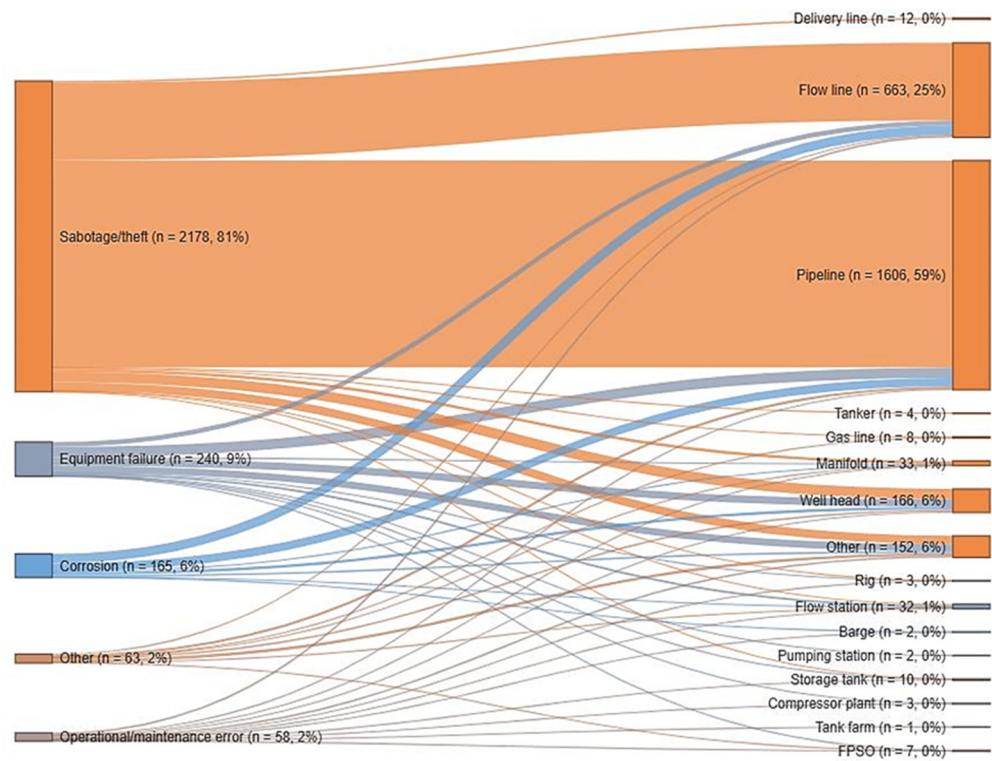 Delivery line (n = 12, 0%)
Flow line (n = 663, 25%)
Sabotage/theft (n = 2178, 81%)
Pipeline (n = 1606, 59%)
Tanker (n = 4, 0%)
Gas line (n = 8, 0%)
Equipment failure (n = 240, 9%)
Manifold (n = 33, 1%)
Well head (n = 166, 6%)
Other (n = 152, 6%)
Corrosion (n = 165, 6%)
Rig (n = 3, 0%)
Flow station (n = 32, 1%)
Barge (n = 2, 0%)
Other (n = 63, 2%)
Pumping station (n = 2, 0%)
Storage tank (n = 10, 0%)
Compressor plant (n = 3, 0%)
Tank farm (n = 1, 0%)
Operational/maintenance error (n = 58, 2%)
FPSO (n = 7, 0%)